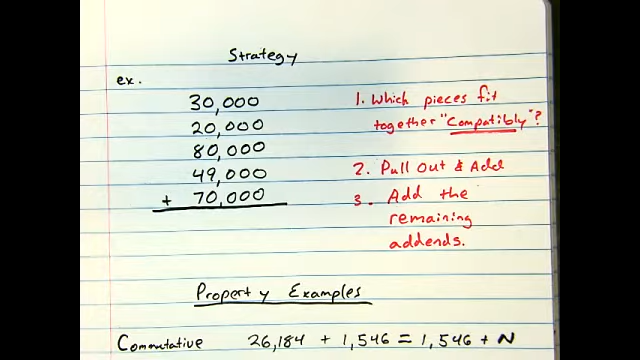 Strategy
ex.
30,000
20,000
80,000
49,000
+ 70,000
1. Which pieces fit
together "Compatibly"?
2. Pull Out & Add
3. Add the
remaining
addends.
Property Examples
Commutative 26,184 + 1,546 = 1,546 + N